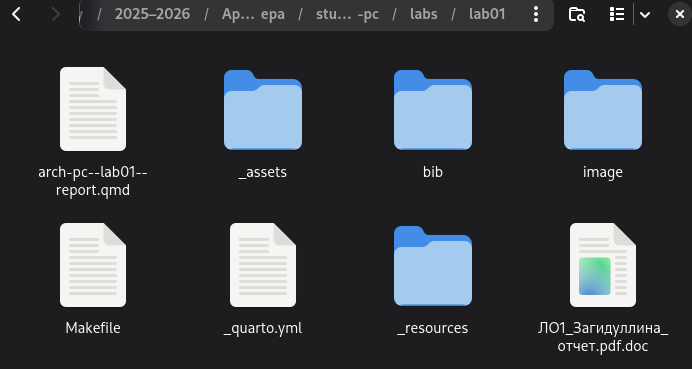 / 2025–2026 / Ap… epa / stu… -pc / labs / lab01
arch-pc--lab01--
report.qmd
_assets
bib
image
Makefile
_quarto.yml
_resources
ЛО1_Загидуллина_
отчет.pdf.doc